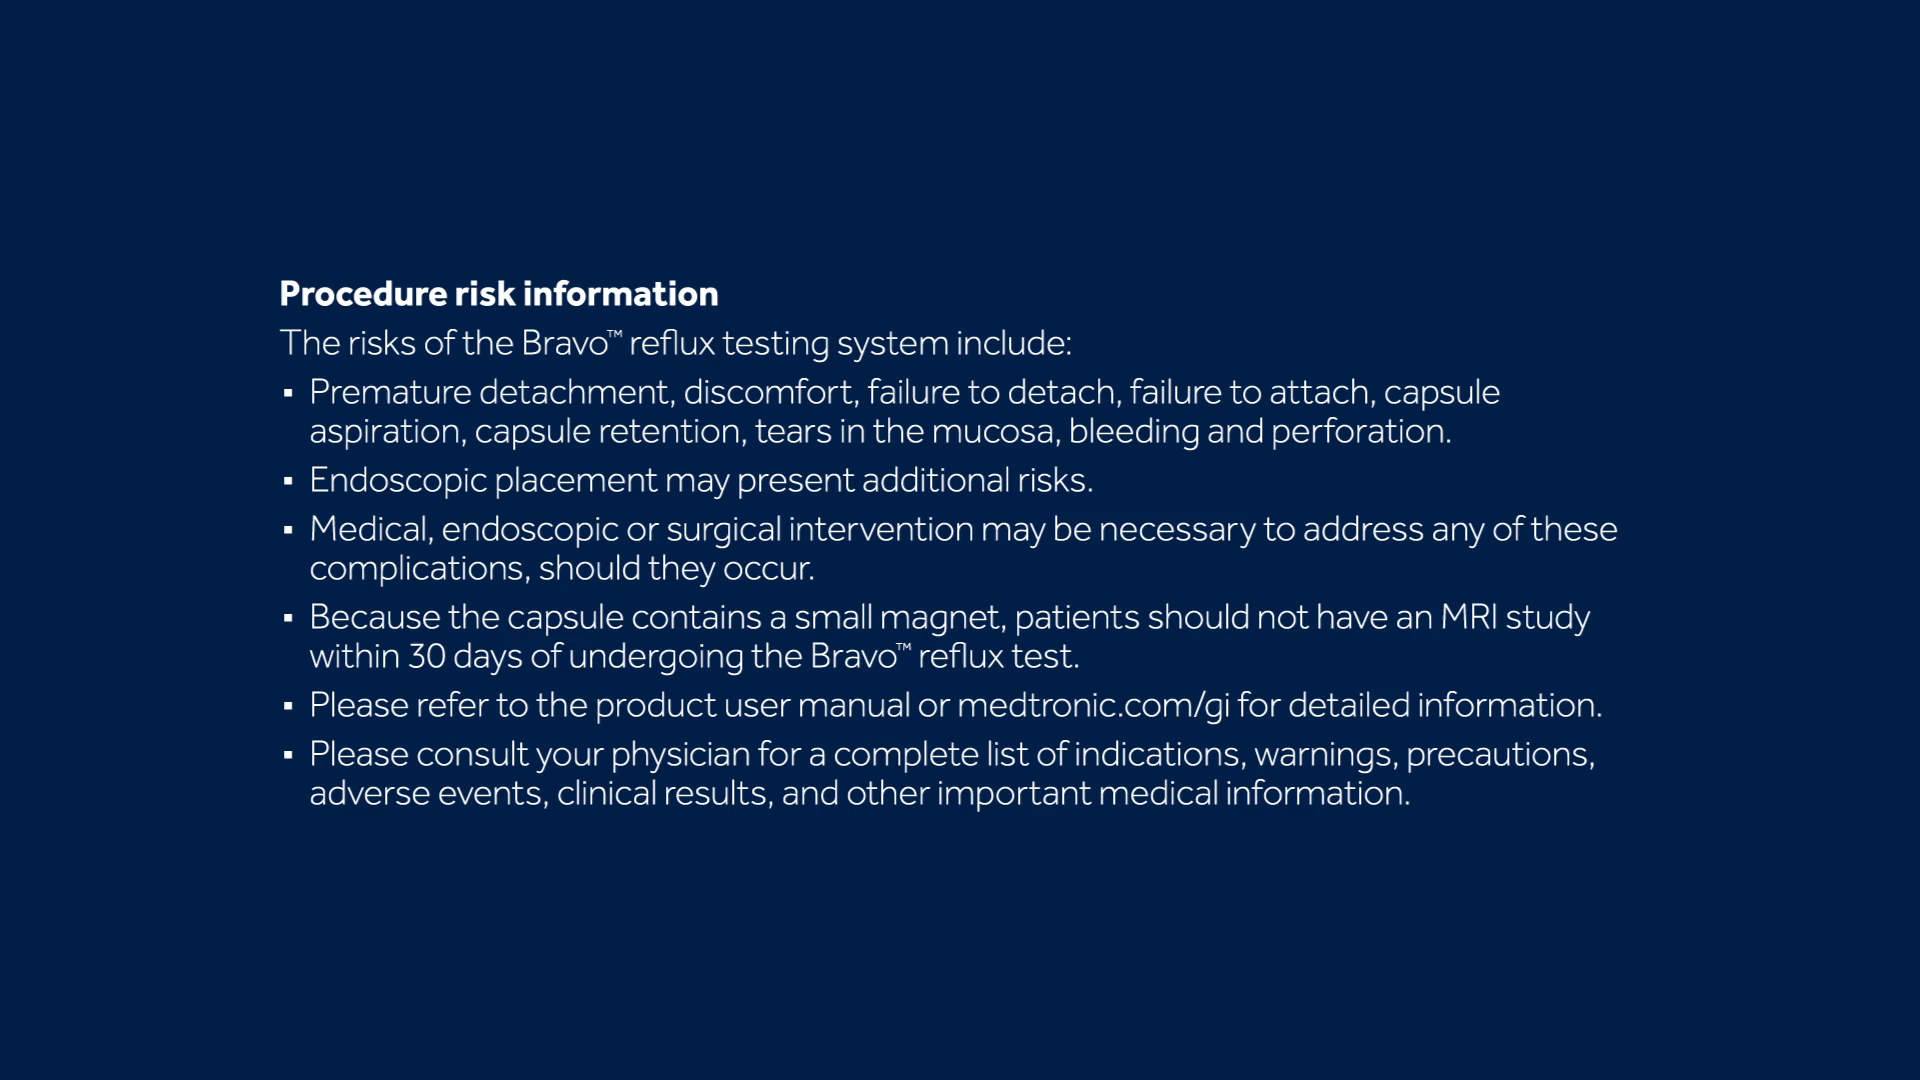 Procedure risk information
The risks of the Bravo™ reflux testing system include:
▪ Premature detachment, discomfort, failure to detach, failure to attach, capsule
aspiration, capsule retention, tears in the mucosa, bleeding and perforation.
▪ Endoscopic placement may present additional risks.
▪ Medical, endoscopic or surgical intervention may be necessary to address any of these
complications, should they occur.
▪ Because the capsule contains a small magnet, patients should not have an MRI study
within 30 days of undergoing the Bravo™ reflux test.
▪ Please refer to the product user manual or medtronic.com/gi for detailed information.
▪ Please consult your physician for a complete list of indications, warnings, precautions,
adverse events, clinical results, and other important medical information.